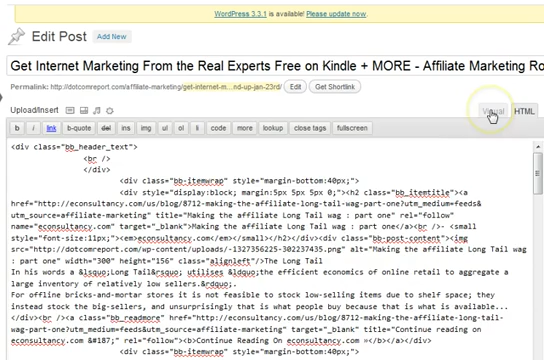 WordPress 3.3.1 is available! Please update now.
Edit Post Add New
Get Internet Marketing From the Real Experts Free on Kindle + MORE - Affiliate Marketing Ro
Permalink: http://dotcomreport.com/affiliate-marketing/get-internet-m...nd-up-jan-23rd/ Edit Get Shortlink
Upload/Insert Visual HTML
b i link b-quote del ins img ul ol li code more lookup close tags fullscreen
<div class="bb_header_text">
<br />
</div>
<div class="bb-itemwrap" style="margin-bottom:40px;">
<div style="display:block; margin:5px 5px 5px 0;"><h2 class="bb_itemtitle"><a
href="http://econsultancy.com/us/blog/8712-making-the-affiliate-long-tail-wag-part-one?utm_medium=feeds&
utm_source=affiliate-marketing" title="Making the affiliate Long Tail wag : part one" rel="follow"
name="econsultancy.com" target="_blank">Making the affiliate Long Tail wag : part one</a><br /> <small
style="font-size:11px;"><em>econsultancy.com</em></small></h2></div><div class="bb-post-content"><img
src="http://dotcomreport.com/wp-content/uploads/-1327356225-302237435.png" alt="Making the affiliate Long Tail wag
: part one" width="300" height="156" class="alignleft"/>The Long Tail
In his words a &lsquo;Long Tail&rsquo; utilises &ldquo;the efficient economics of online retail to aggregate a
large inventory of relatively low sellers.&rdquo;.
For offline bricks-and-mortar stores it is not feasible to stock low-selling items due to shelf space; they
instead stock the big-sellers, and unsurprisingly that is what people buy because that is what is available...
</div><br /><a class="bb_readmore" href="http://econsultancy.com/us/blog/8712-making-the-affiliate-long-tail-
wag-part-one?utm_medium=feeds&utm_source=affiliate-marketing" target="_blank" title="Continue reading on
econsultancy.com &#187;" rel="follow"><b>Continue Reading On econsultancy.com »</b></a></div>
<div class="bb-itemwrap" style="margin-bottom:40px;">